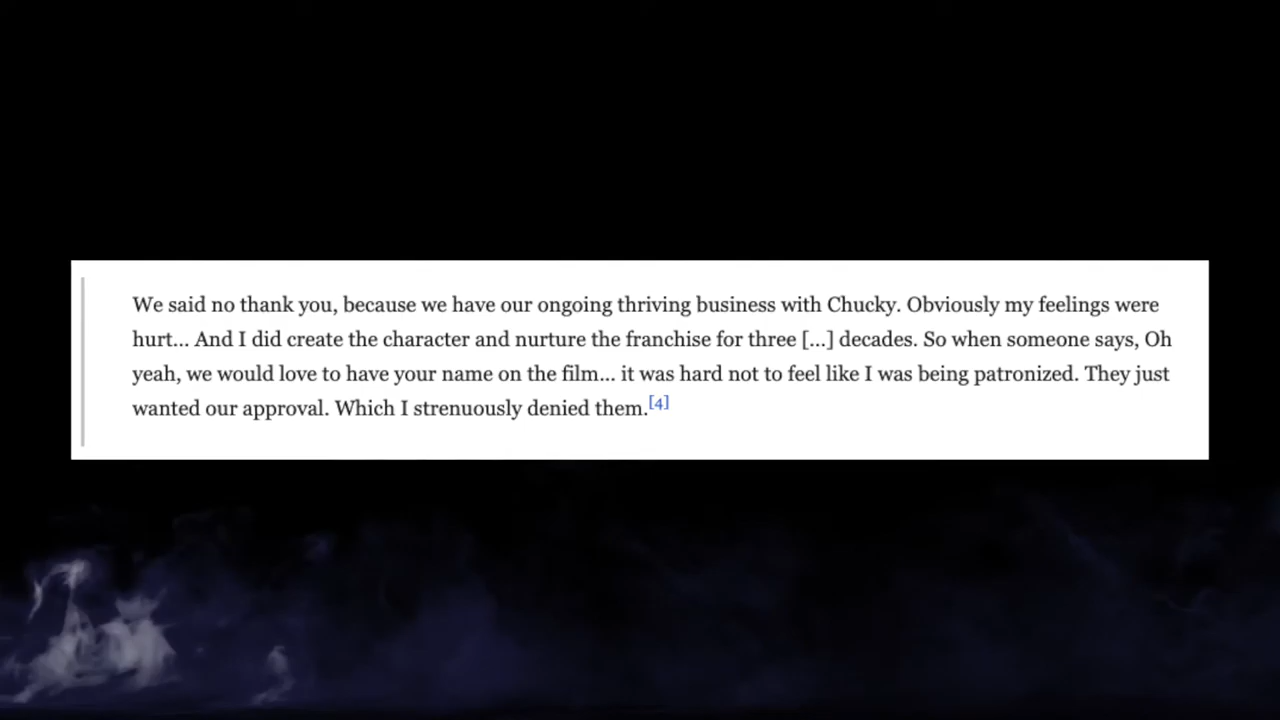 We said no thank you, because we have our ongoing thriving business with Chucky. Obviously my feelings were
hurt... And I did create the character and nurture the franchise for three [...] decades. So when someone says, Oh
yeah, we would love to have your name on the film... it was hard not to feel like I was being patronized. They just
wanted our approval. Which I strenuously denied them.[4]